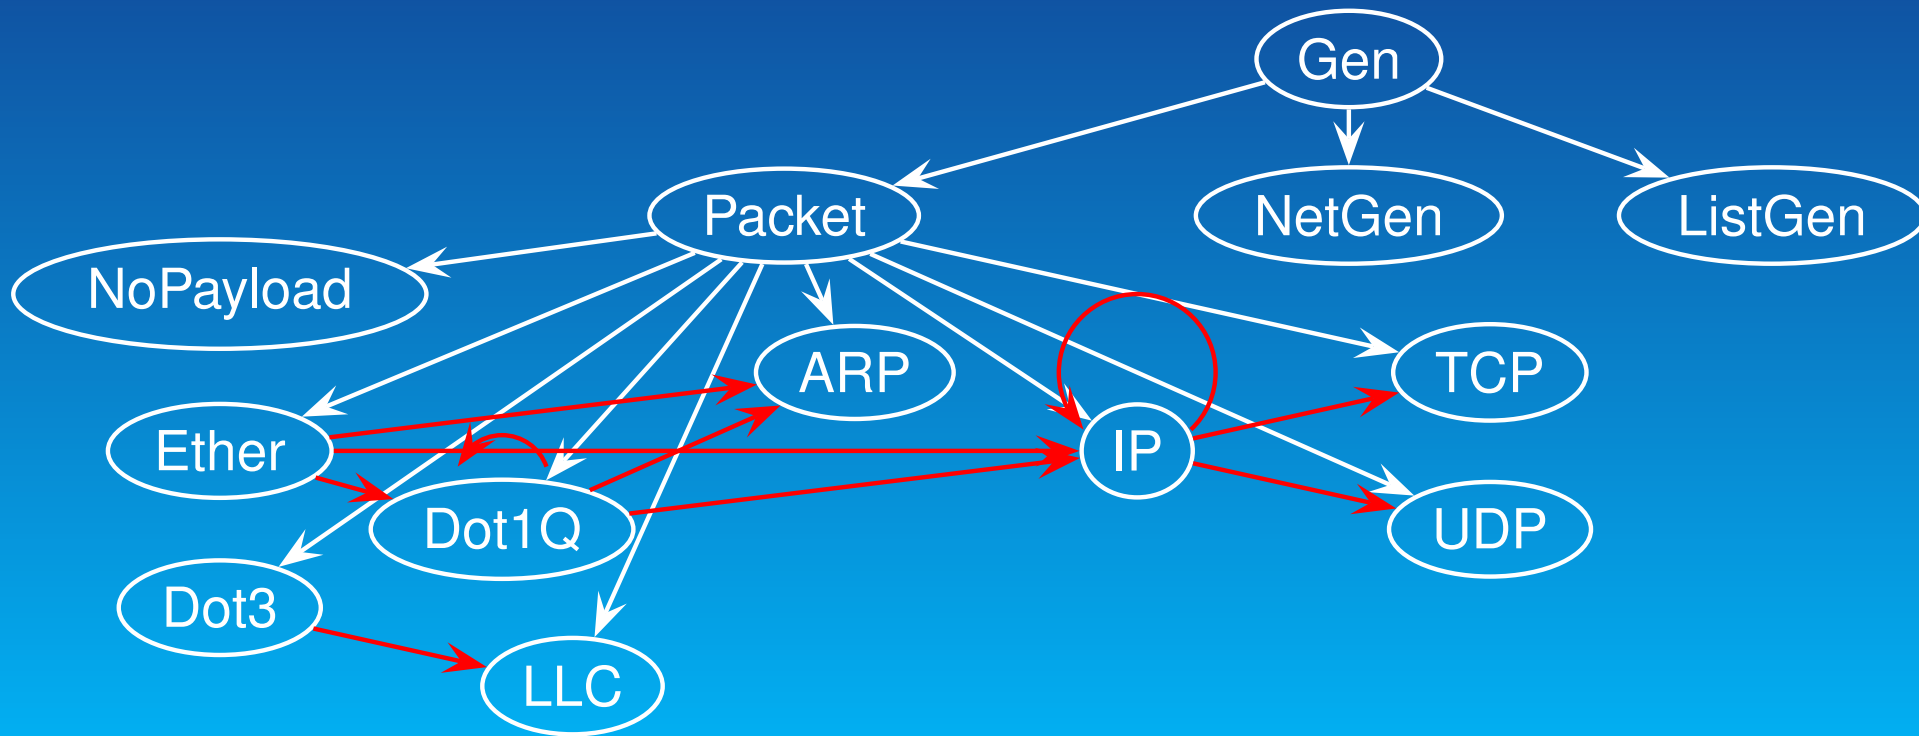 Gen
Packet
NetGen
ListGen
NoPayload
ARP
TCP
Ether
IP
Dot1Q
UDP
Dot3
LLC